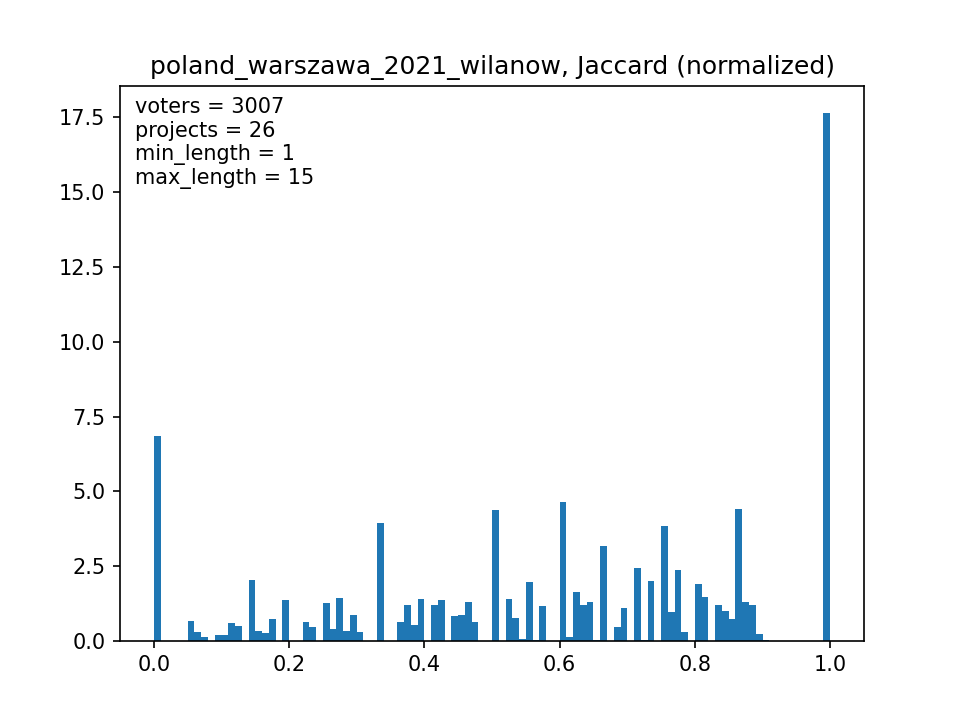 poland_warszawa_2021_wilanow, Jaccard (normalized)
voters = 3007
projects = 26
min_length = 1
max_length = 15
17.5
15.0
12.5
10.0
7.5
5.0
2.5
0.0
0.0 0.2 0.4 0.6 0.8 1.0